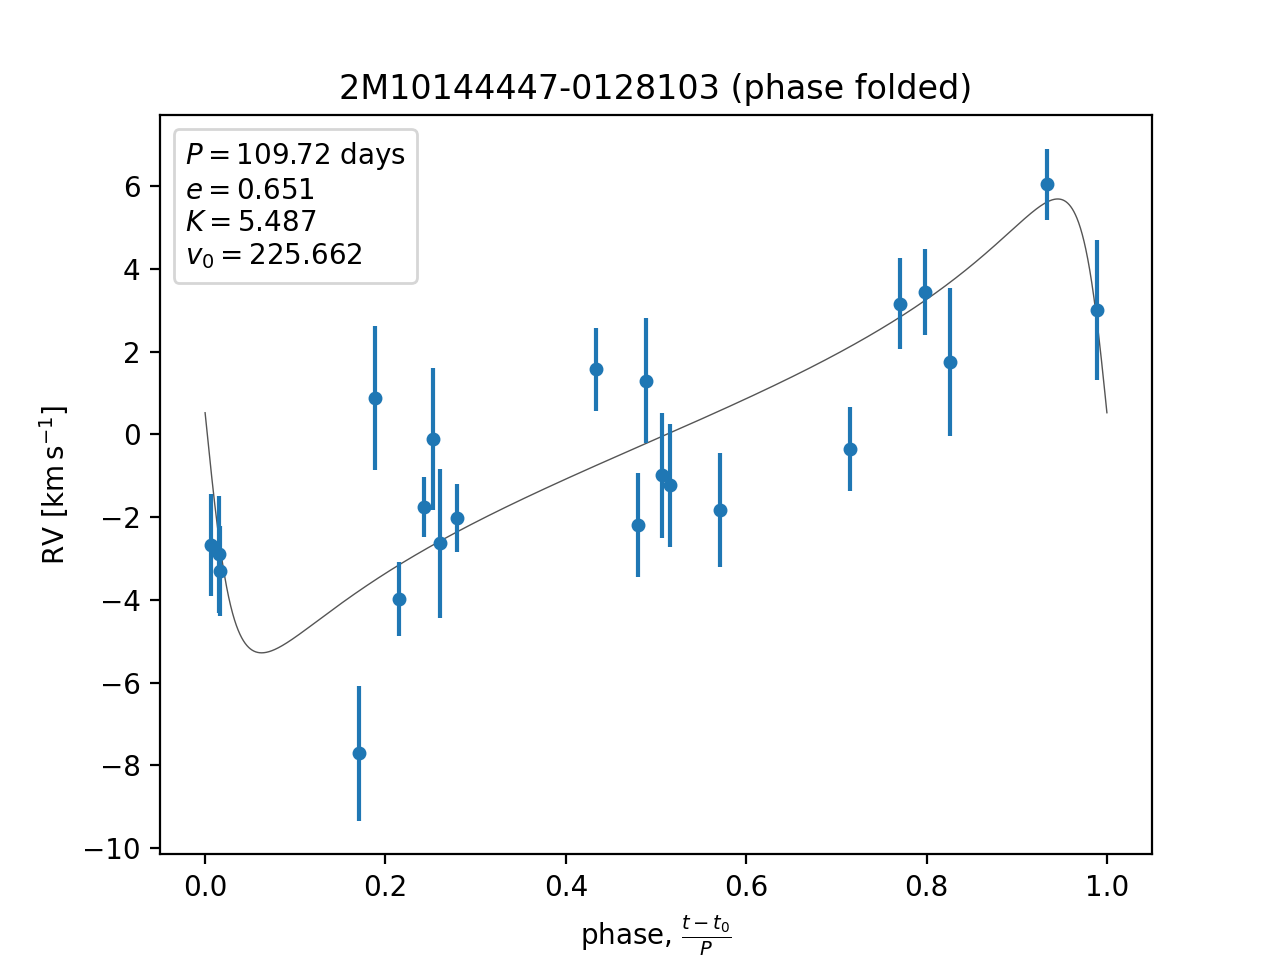 2M10144447-0128103 (phase folded)
P = 109.72 days
e = 0.651
K = 5.487
v₀ = 225.662
RV [km s⁻¹]
6
4
2
0
−2
−4
−6
−8
−10
0.0 0.2 0.4 0.6 0.8 1.0
phase, (t − t₀)/P